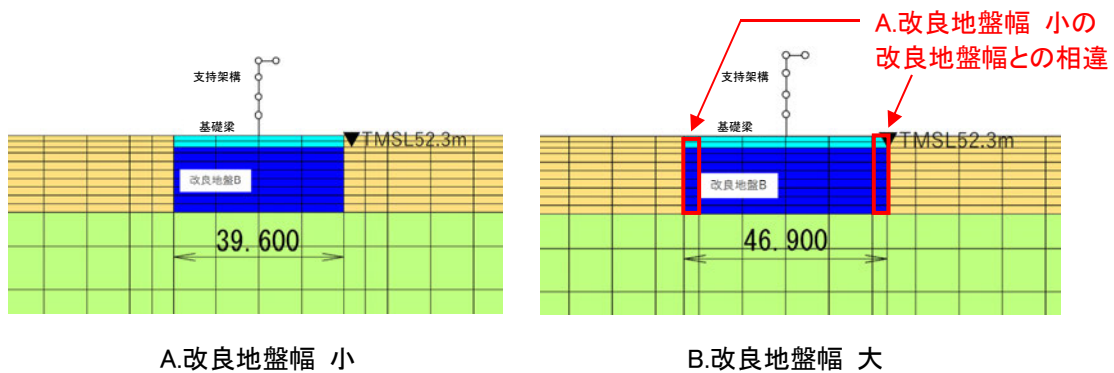 A.改良地盤幅 小の
改良地盤幅との相違
支持架構
基礎梁
TMSL52.3m
改良地盤B
39.600
A.改良地盤幅 小
支持架構
基礎梁
TMSL52.3m
改良地盤B
46.900
B.改良地盤幅 大